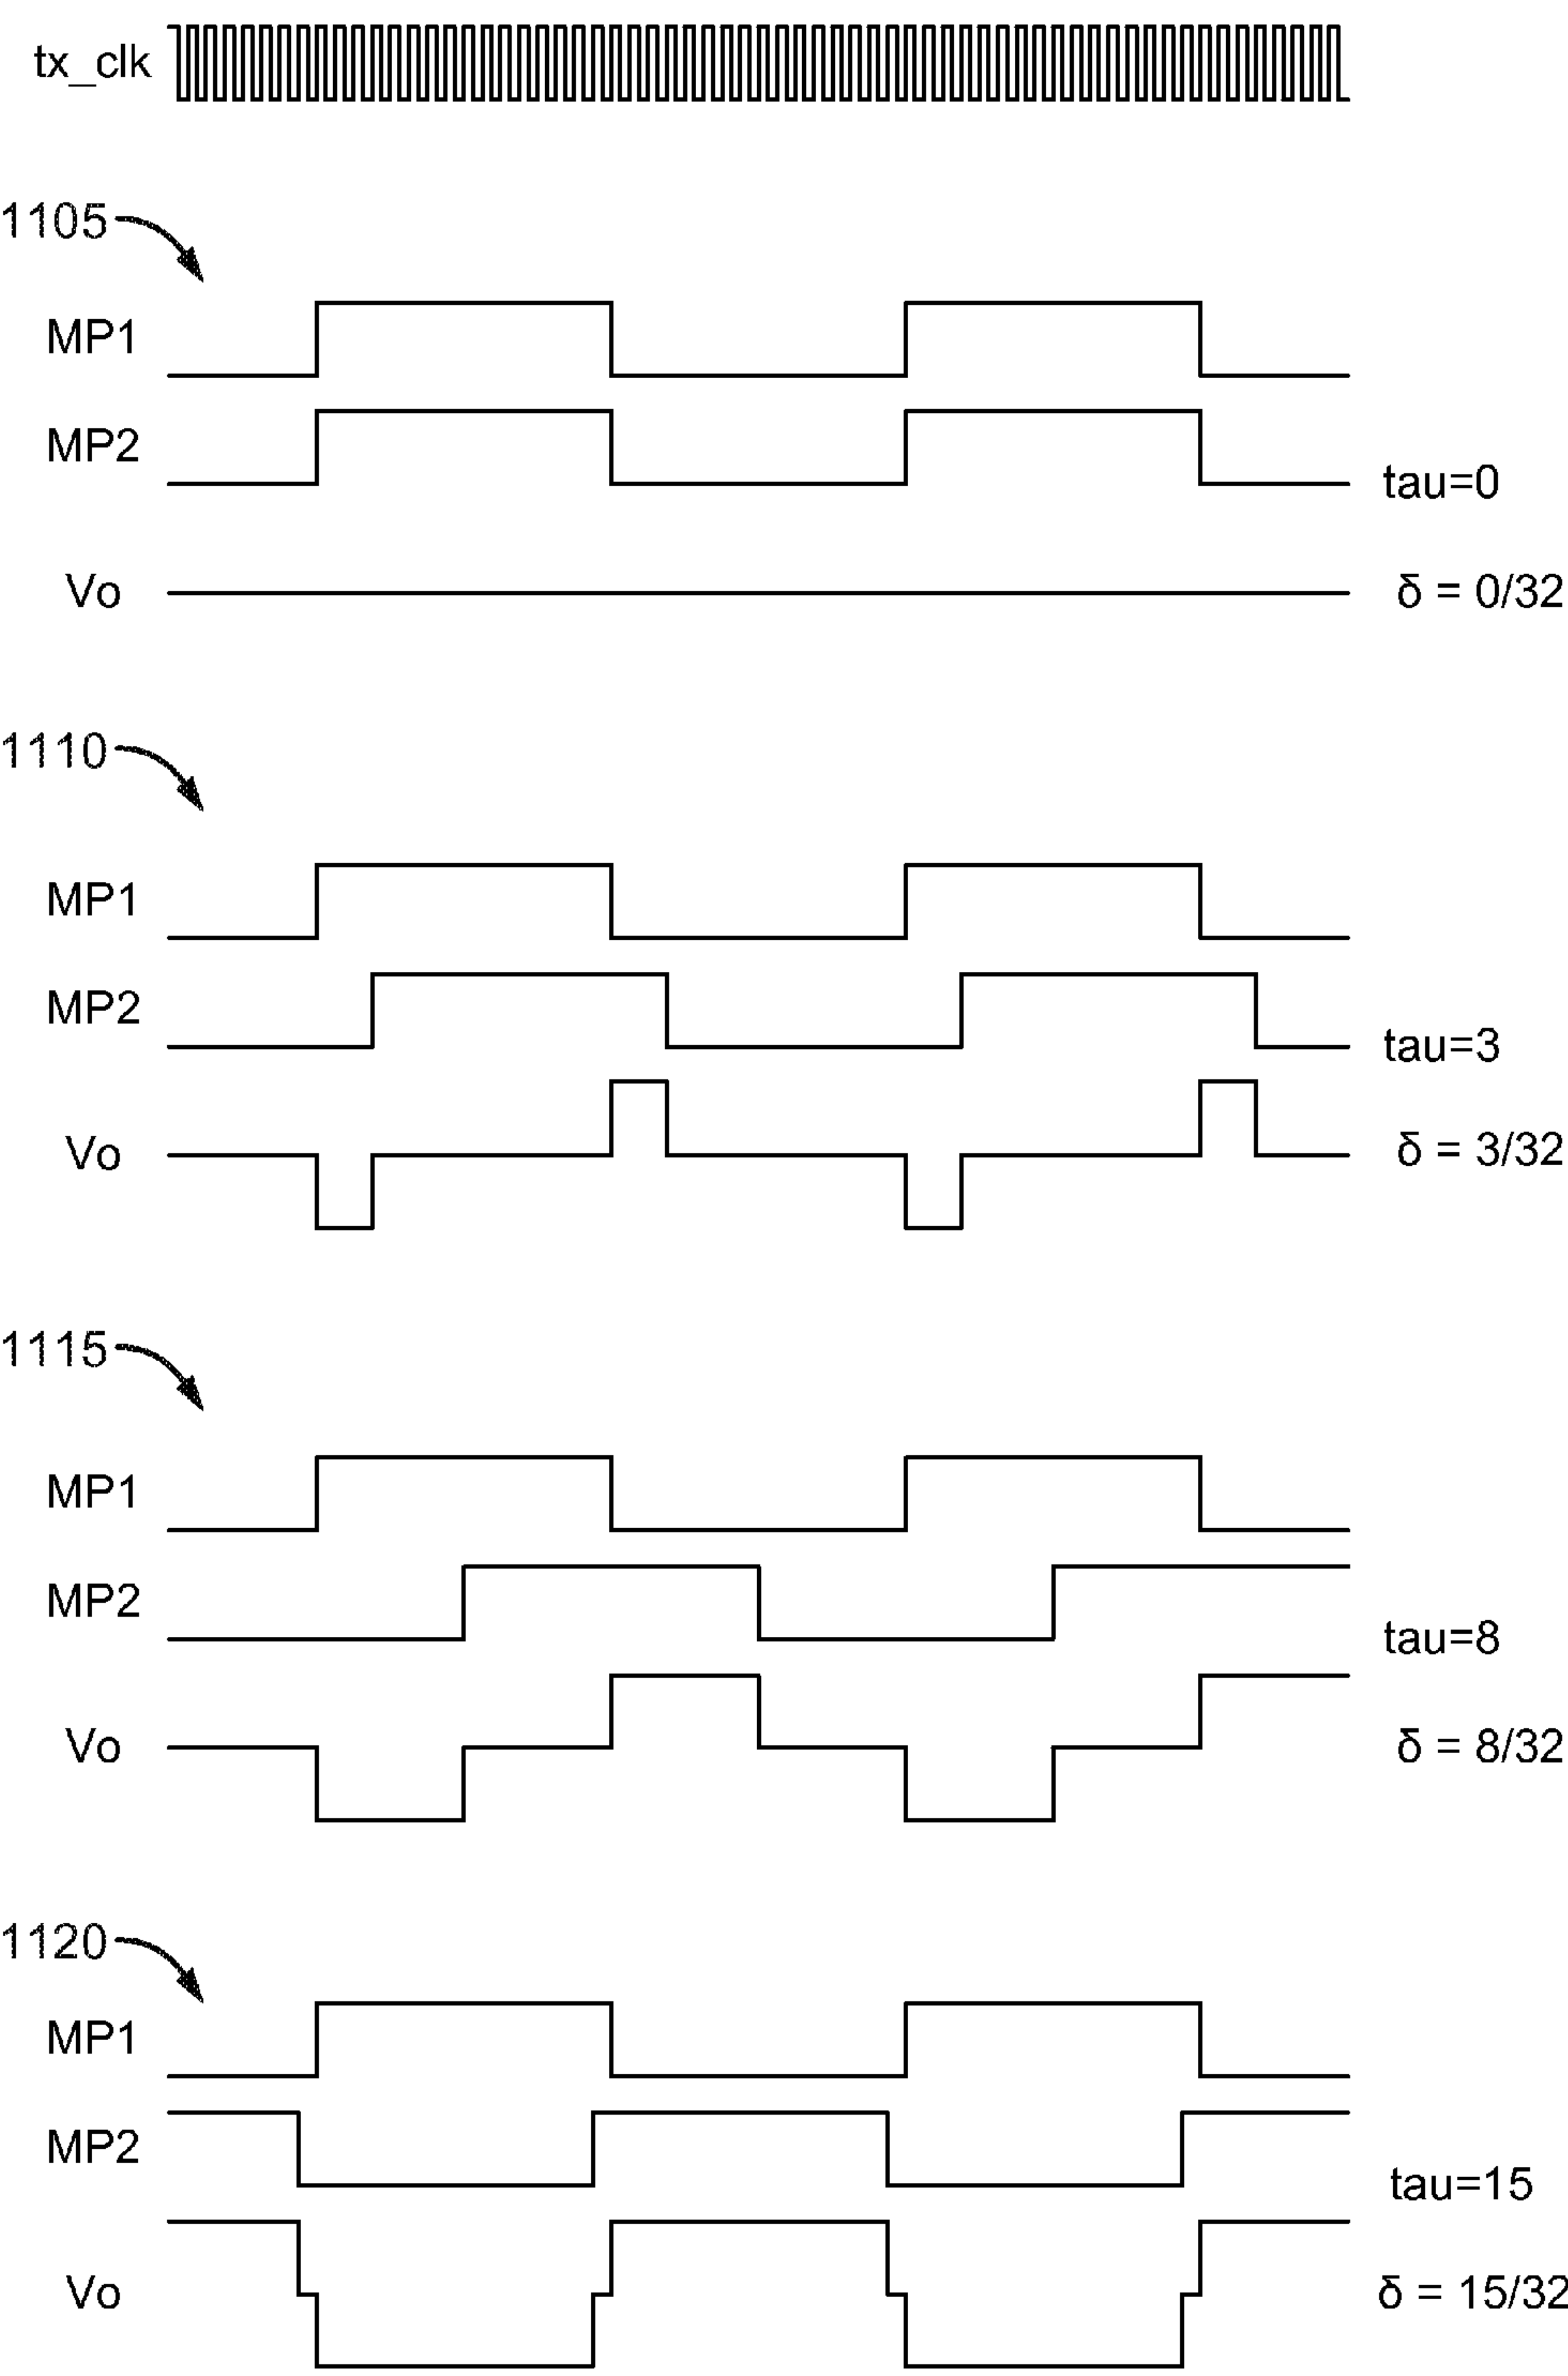 tx_clk
1105
MP1
MP2
tau=0
Vo
δ = 0/32
1110
MP1
MP2
tau=3
Vo
δ = 3/32
1115
MP1
MP2
tau=8
Vo
δ = 8/32
1120
MP1
MP2
tau=15
Vo
δ = 15/32